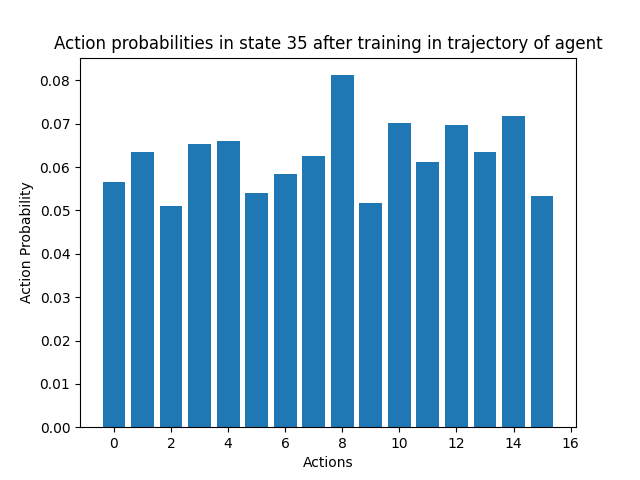 Action probabilities in state 35 after training in trajectory of agent
0.08
0.07
0.06
0.05
0.04
0.03
0.02
0.01
0.00
Action Probability
0 2 4 6 8 10 12 14 16
Actions